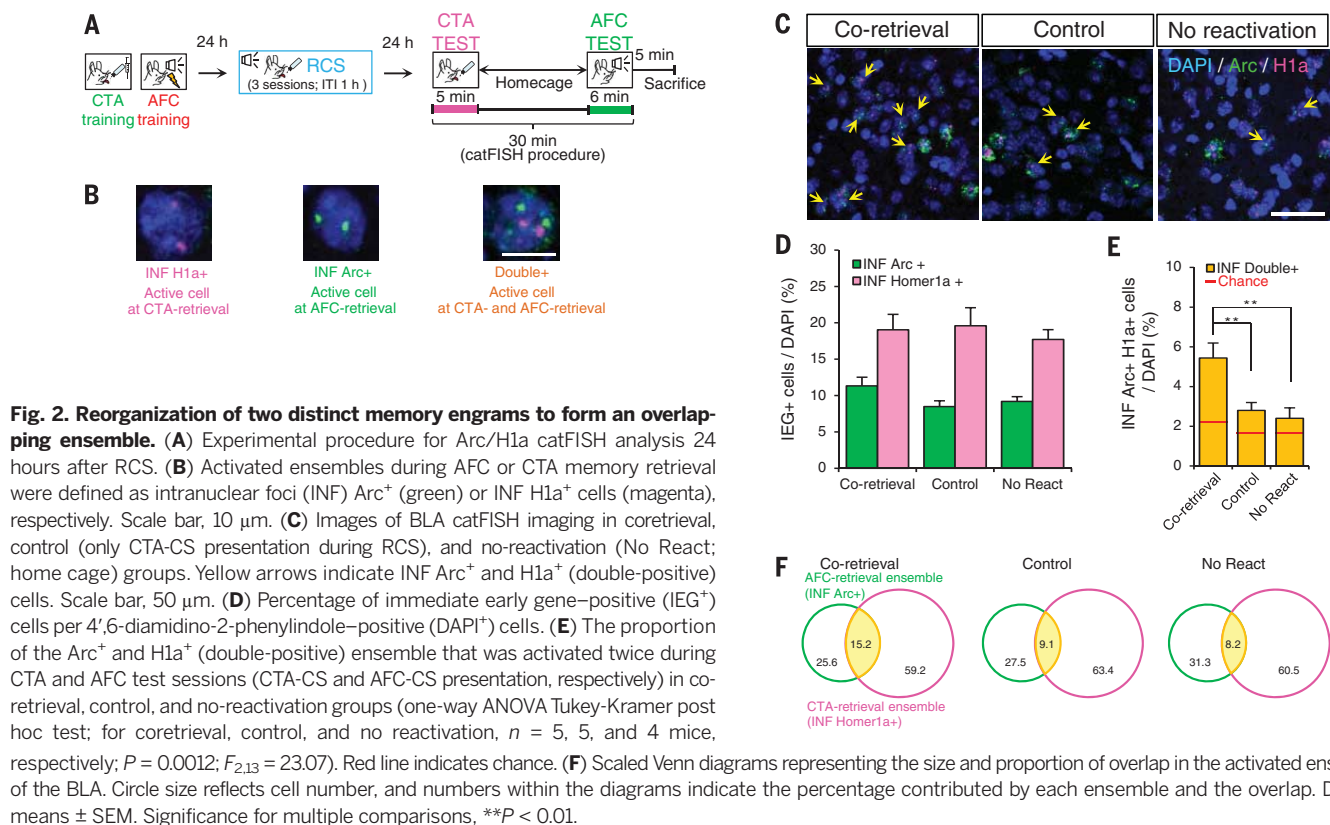 A
CTA TEST
AFC TEST
24 h
24 h
5 min
RCS
(3 sessions; ITI 1 h )
Homecage
Sacrifice
CTA training
AFC training
5 min
6 min
30 min
(catFISH procedure)
B
INF H1a+
Active cell
at CTA-retrieval
INF Arc+
Active cell
at AFC-retrieval
Double+
Active cell
at CTA- and AFC-retrieval
C
Co-retrieval
Control
No reactivation
DAPI / Arc / H1a
D
IEG+ cells / DAPI (%)
30
25
20
15
10
5
0
INF Arc +
INF Homer1a +
Co-retrieval
Control
No React
E
INF Arc+ H1a+ cells
/ DAPI (%)
10
8
6
4
2
0
INF Double+
Chance
**
**
Co-retrieval
Control
No React
F
Co-retrieval
Control
No React
AFC-retrieval ensemble
(INF Arc+)
25.6
15.2
59.2
CTA-retrieval ensemble
(INF Homer1a+)
27.5
9.1
63.4
31.3
8.2
60.5
Fig. 2. Reorganization of two distinct memory engrams to form an overlap-
ping ensemble. (A) Experimental procedure for Arc/H1a catFISH analysis 24
hours after RCS. (B) Activated ensembles during AFC or CTA memory retrieval
were defined as intranuclear foci (INF) Arc⁺ (green) or INF H1a⁺ cells (magenta),
respectively. Scale bar, 10 μm. (C) Images of BLA catFISH imaging in coretrieval,
control (only CTA-CS presentation during RCS), and no-reactivation (No React;
home cage) groups. Yellow arrows indicate INF Arc⁺ and H1a⁺ (double-positive)
cells. Scale bar, 50 μm. (D) Percentage of immediate early gene–positive (IEG⁺)
cells per 4′,6-diamidino-2-phenylindole–positive (DAPI⁺) cells. (E) The proportion
of the Arc⁺ and H1a⁺ (double-positive) ensemble that was activated twice during
CTA and AFC test sessions (CTA-CS and AFC-CS presentation, respectively) in co-
retrieval, control, and no-reactivation groups (one-way ANOVA Tukey-Kramer post
hoc test; for coretrieval, control, and no reactivation, n = 5, 5, and 4 mice,
respectively; P = 0.0012; F2,13 = 23.07). Red line indicates chance. (F) Scaled Venn diagrams representing the size and proportion of overlap in the activated ens
of the BLA. Circle size reflects cell number, and numbers within the diagrams indicate the percentage contributed by each ensemble and the overlap. D
means ± SEM. Significance for multiple comparisons, **P < 0.01.